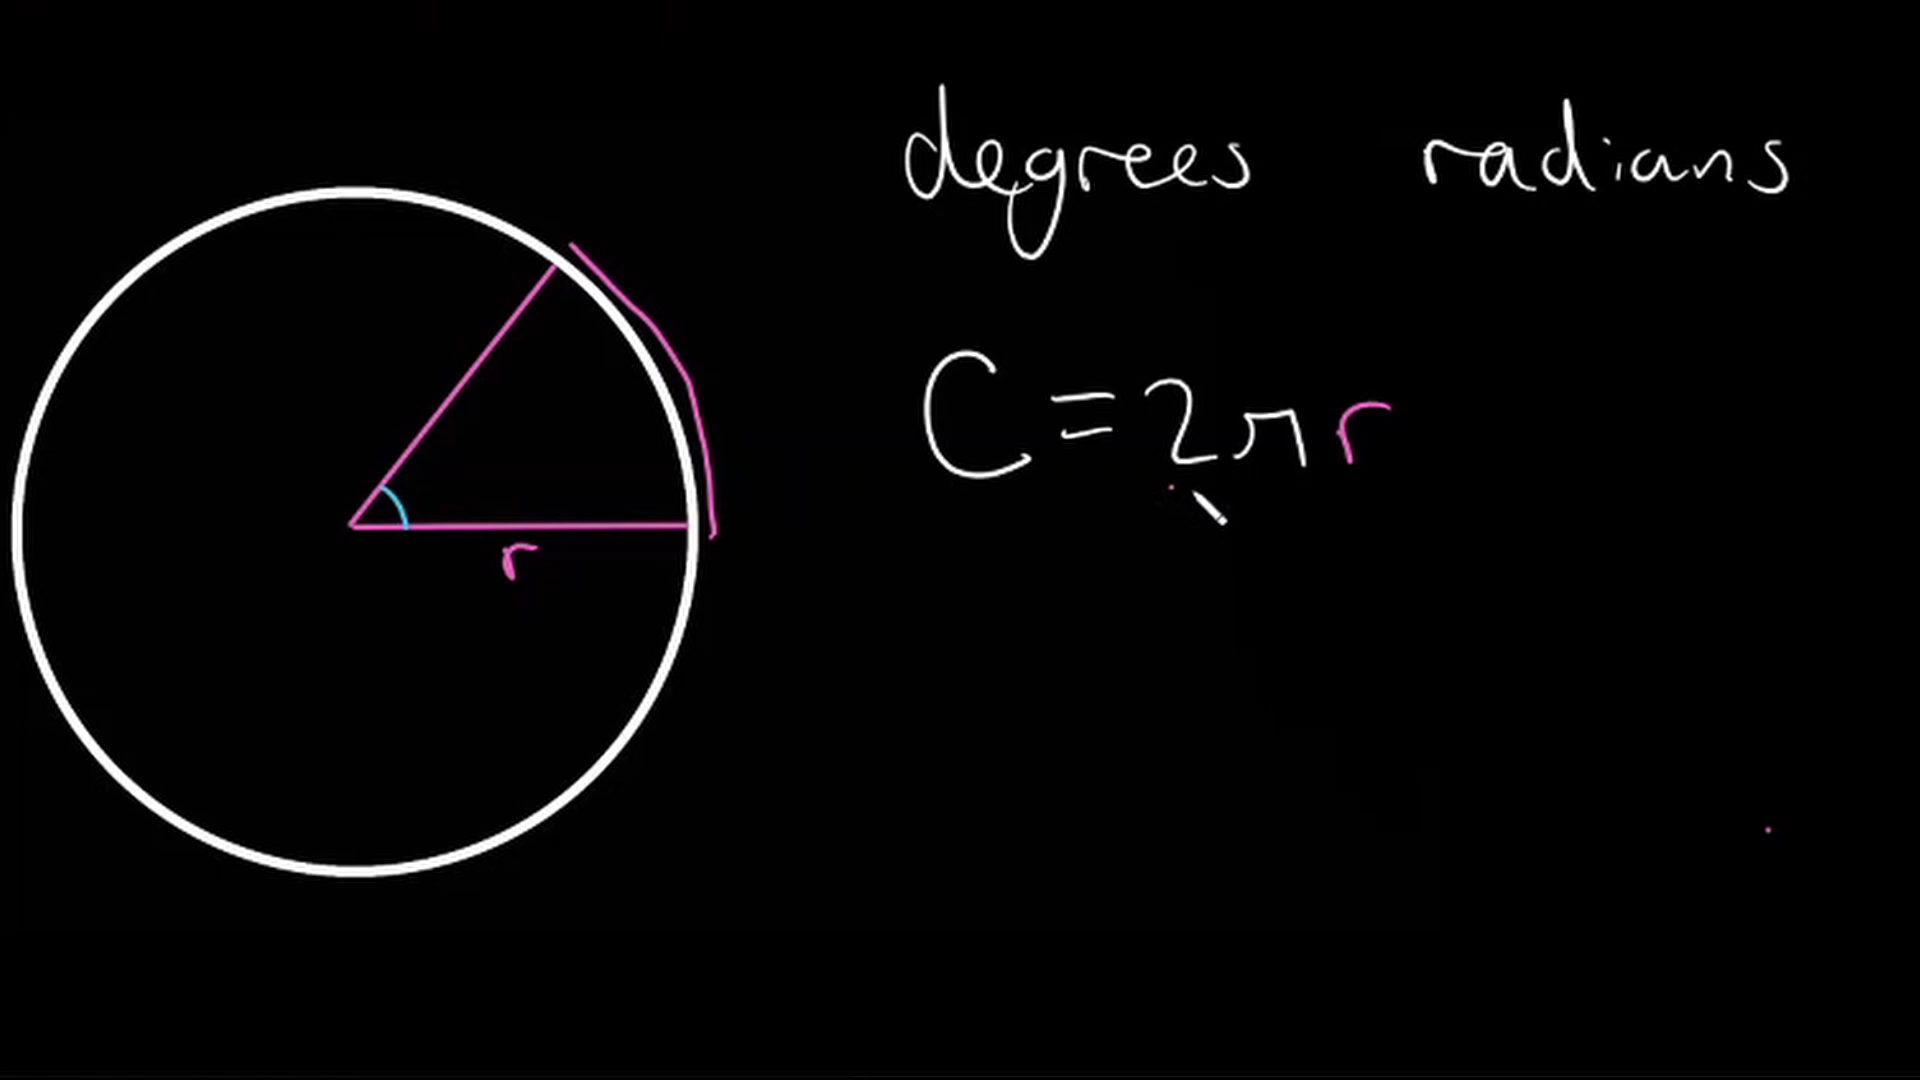 degrees radians
C = 2πr
r